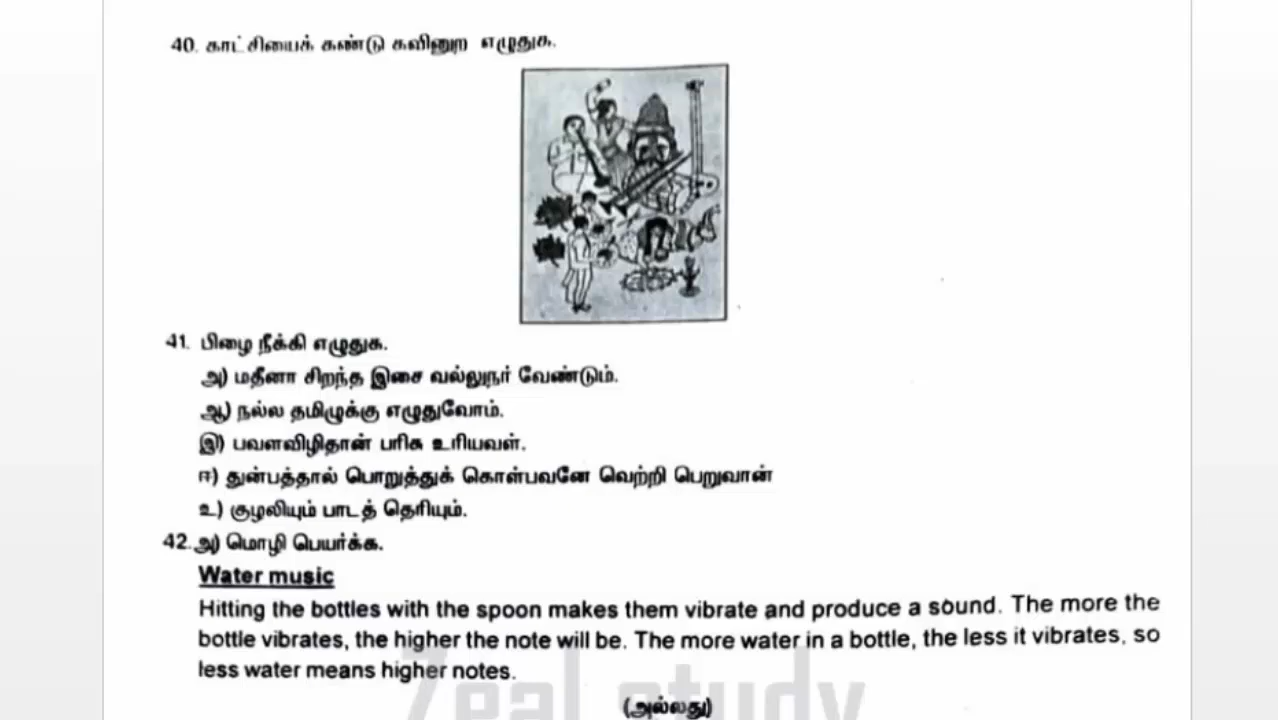 40. காட்சியைக் கண்டு கவினுற எழுதுக.
41. பிழை நீக்கி எழுதுக.
அ) மதீனா சிறந்த இசை வல்லுநர் வேண்டும்.
ஆ) நல்ல தமிழுக்கு எழுதுவோம்.
இ) பவளவிழிதான் பரிசு உரியவள்.
ஈ) துன்பத்தால் பொறுத்துக் கொள்பவனே வெற்றி பெறுவான்
உ) குழலியும் பாடத் தெரியும்.
42. அ) மொழி பெயர்க்க.
Water music
Hitting the bottles with the spoon makes them vibrate and produce a sound. The more the
bottle vibrates, the higher the note will be. The more water in a bottle, the less it vibrates, so
less water means higher notes.
Zeal study
(அல்லது)